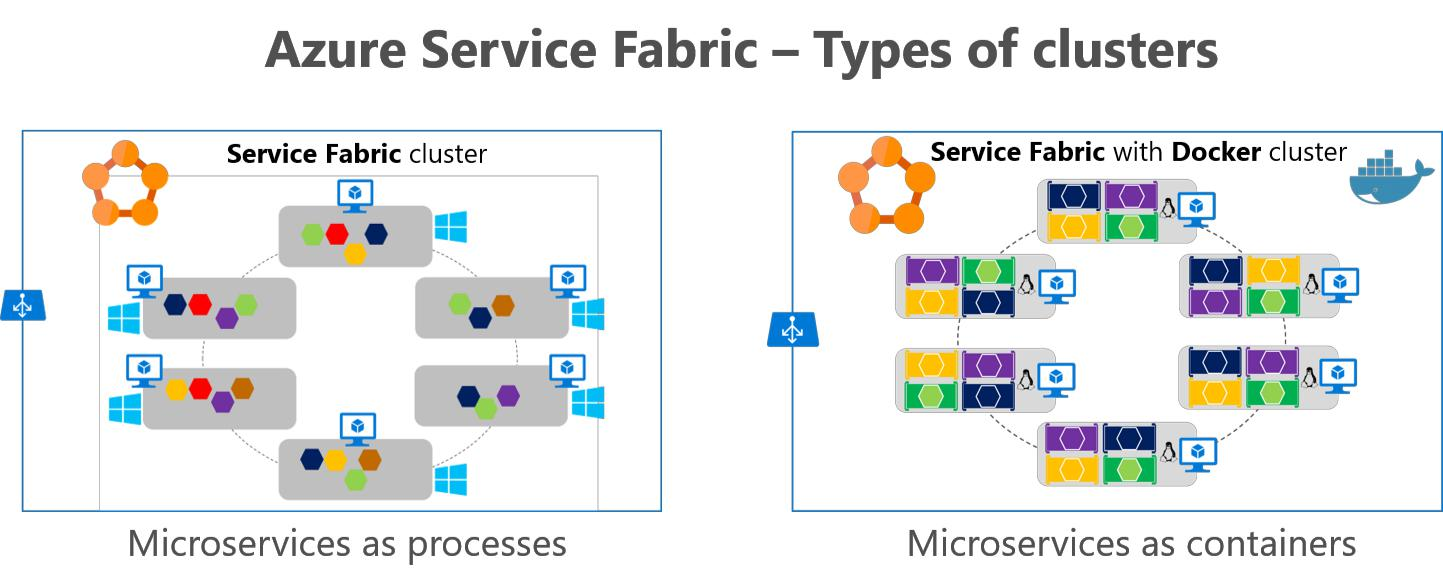 Azure Service Fabric – Types of clusters
Service Fabric cluster
Service Fabric with Docker cluster
Microservices as processes
Microservices as containers